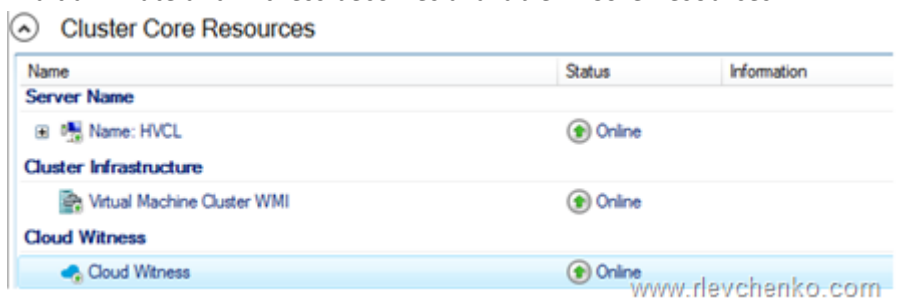 Cluster Core Resources
Name Status Information
Server Name
Name: HVCL Online
Cluster Infrastructure
Virtual Machine Cluster WMI Online
Cloud Witness
Cloud Witness Online
www.rlevchenko.com